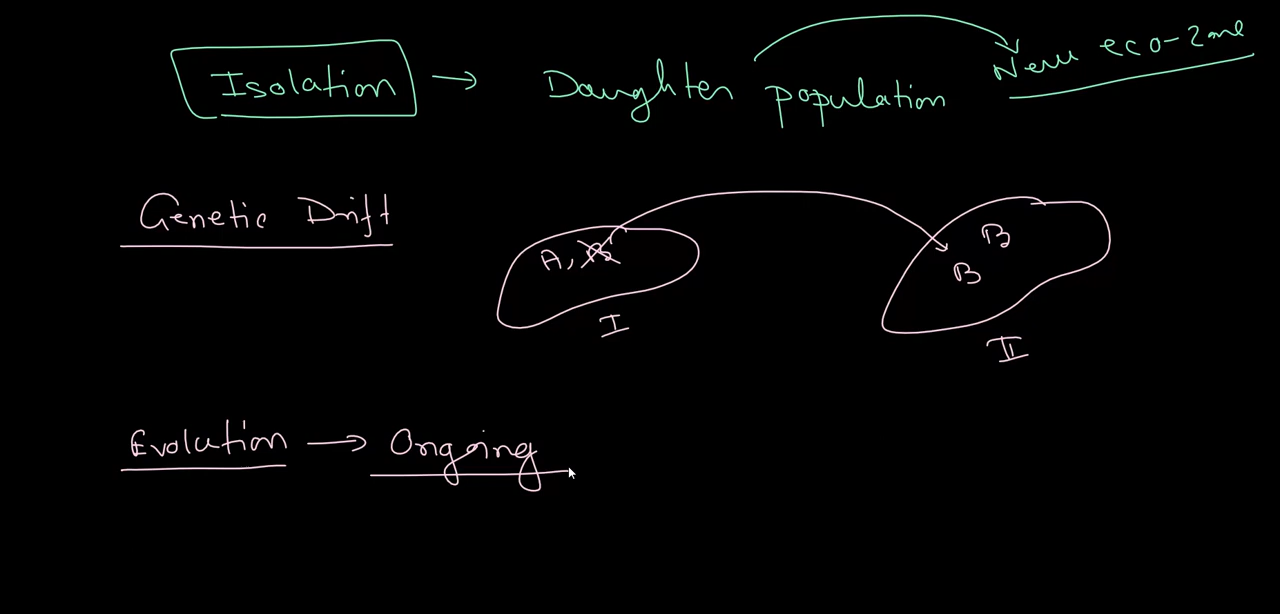 Isolation → Daughter population New eco-zone
Genetic Drift
A,
B
B
I
II
Evolution → Ongoing